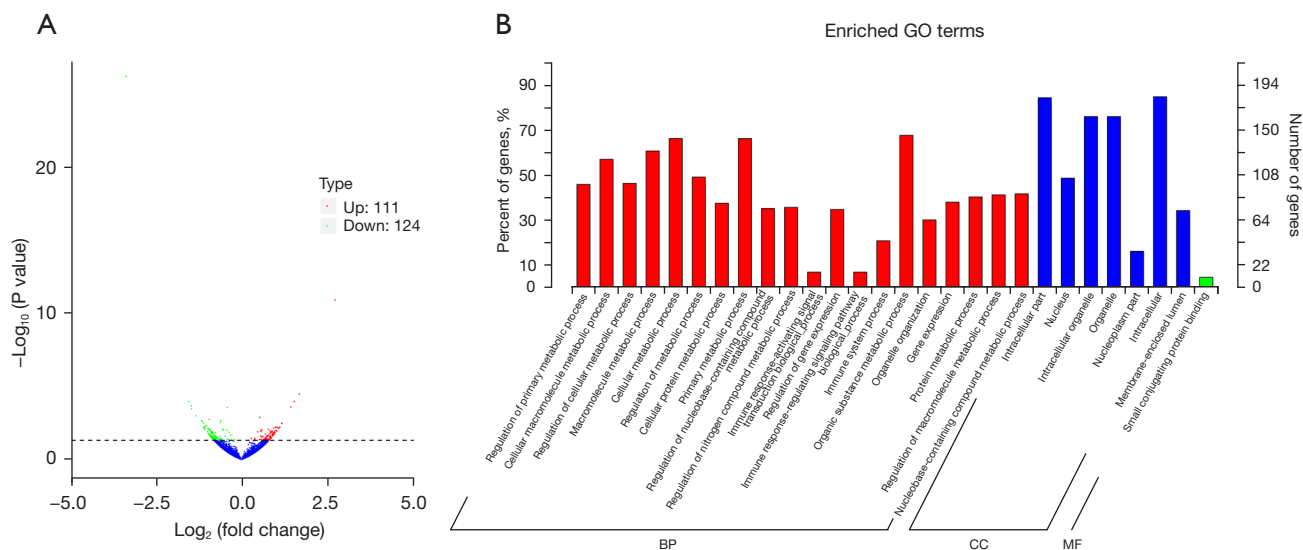 A
−Log10 (P value)
20
10
0
Type
Up: 111
Down: 124
−5.0
−2.5
0.0
2.5
5.0
Log2 (fold change)
B
Enriched GO terms
Percent of genes, %
90
70
50
30
10
0
194
150
108
64
22
0
Number of genes
Regulation of primary metabolic process
Cellular macromolecule metabolic process
Regulation of cellular metabolic process
Macromolecule metabolic process
Cellular metabolic process
Regulation of metabolic process
Cellular protein metabolic process
Primary metabolic process
Regulation of nucleobase-containing compound
metabolic process
Regulation of nitrogen compound metabolic process
Immune response-activating signal
transduction biological_process
Regulation of gene expression
Immune response-regulating signaling pathway
biological_process
Immune system process
Organic substance metabolic process
Organelle organization
Gene expression
Protein metabolic process
Regulation of macromolecule metabolic process
Nucleobase-containing compound metabolic process
Intracellular part
Nucleus
Intracellular organelle
Organelle
Nucleoplasm part
Intracellular
Membrane-enclosed lumen
Small conjugating protein binding
BP
CC
MF